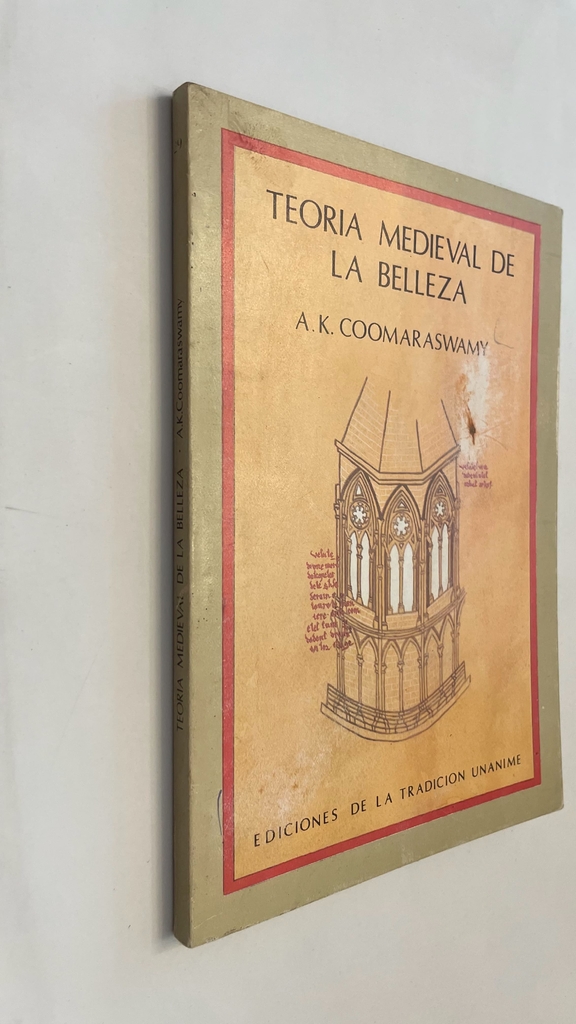 TEORIA MEDIEVAL DE
LA BELLEZA
A.K. COOMARASWAMY
EDICIONES DE LA TRADICION UNANIME
TEORIA MEDIEVAL DE LA BELLEZA · A.K.Coomaraswamy